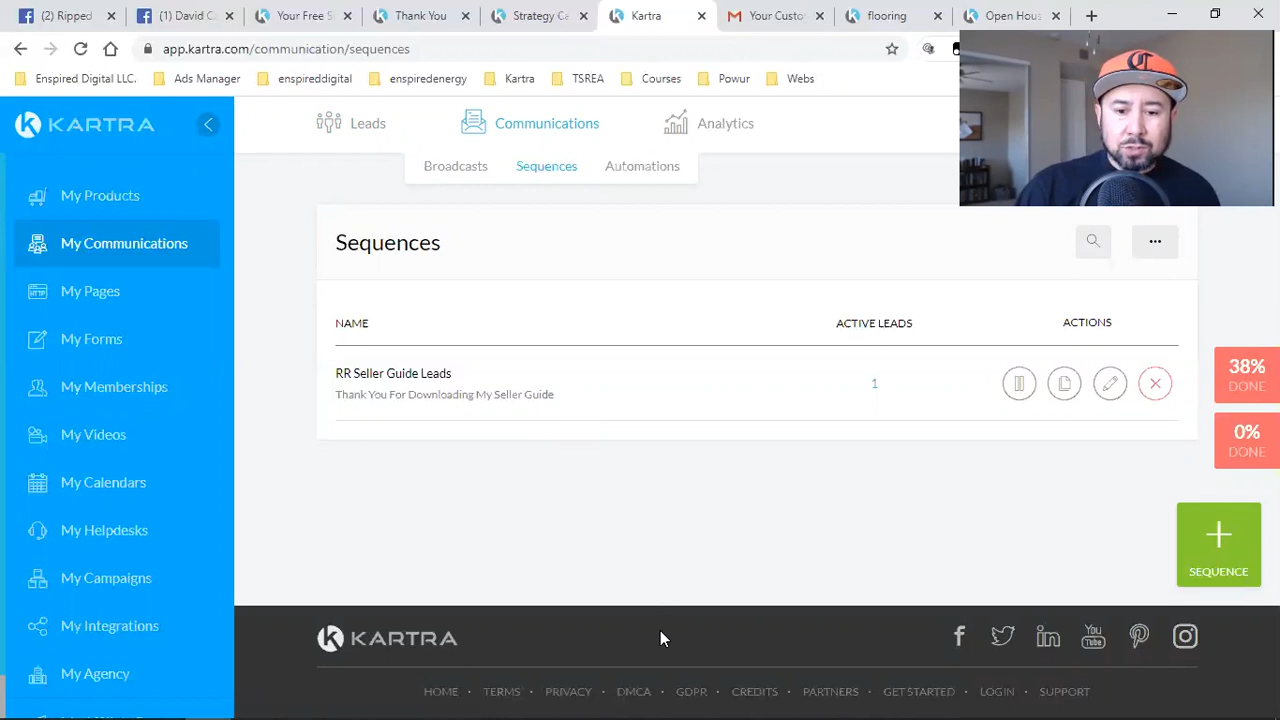 (2) Ripped
(1) David C
Your Free S
Thank You
Strategy Ca
Kartra
Your Custo
flooring
Open Hous
app.kartra.com/communication/sequences
Enspired Digital LLC.
Ads Manager
enspireddigital
enspiredenergy
Kartra
TSREA
Courses
Powur
Webs
KARTRA
Leads
Communications
Analytics
Broadcasts
Sequences
Automations
My Products
My Communications
My Pages
My Forms
My Memberships
My Videos
My Calendars
My Helpdesks
My Campaigns
My Integrations
My Agency
Sequences
NAME
ACTIVE LEADS
ACTIONS
RR Seller Guide Leads
Thank You For Downloading My Seller Guide
1
38%
DONE
0%
DONE
SEQUENCE
KARTRA
You
Tube
HOME · TERMS · PRIVACY · DMCA · GDPR · CREDITS · PARTNERS · GET STARTED · LOGIN · SUPPORT